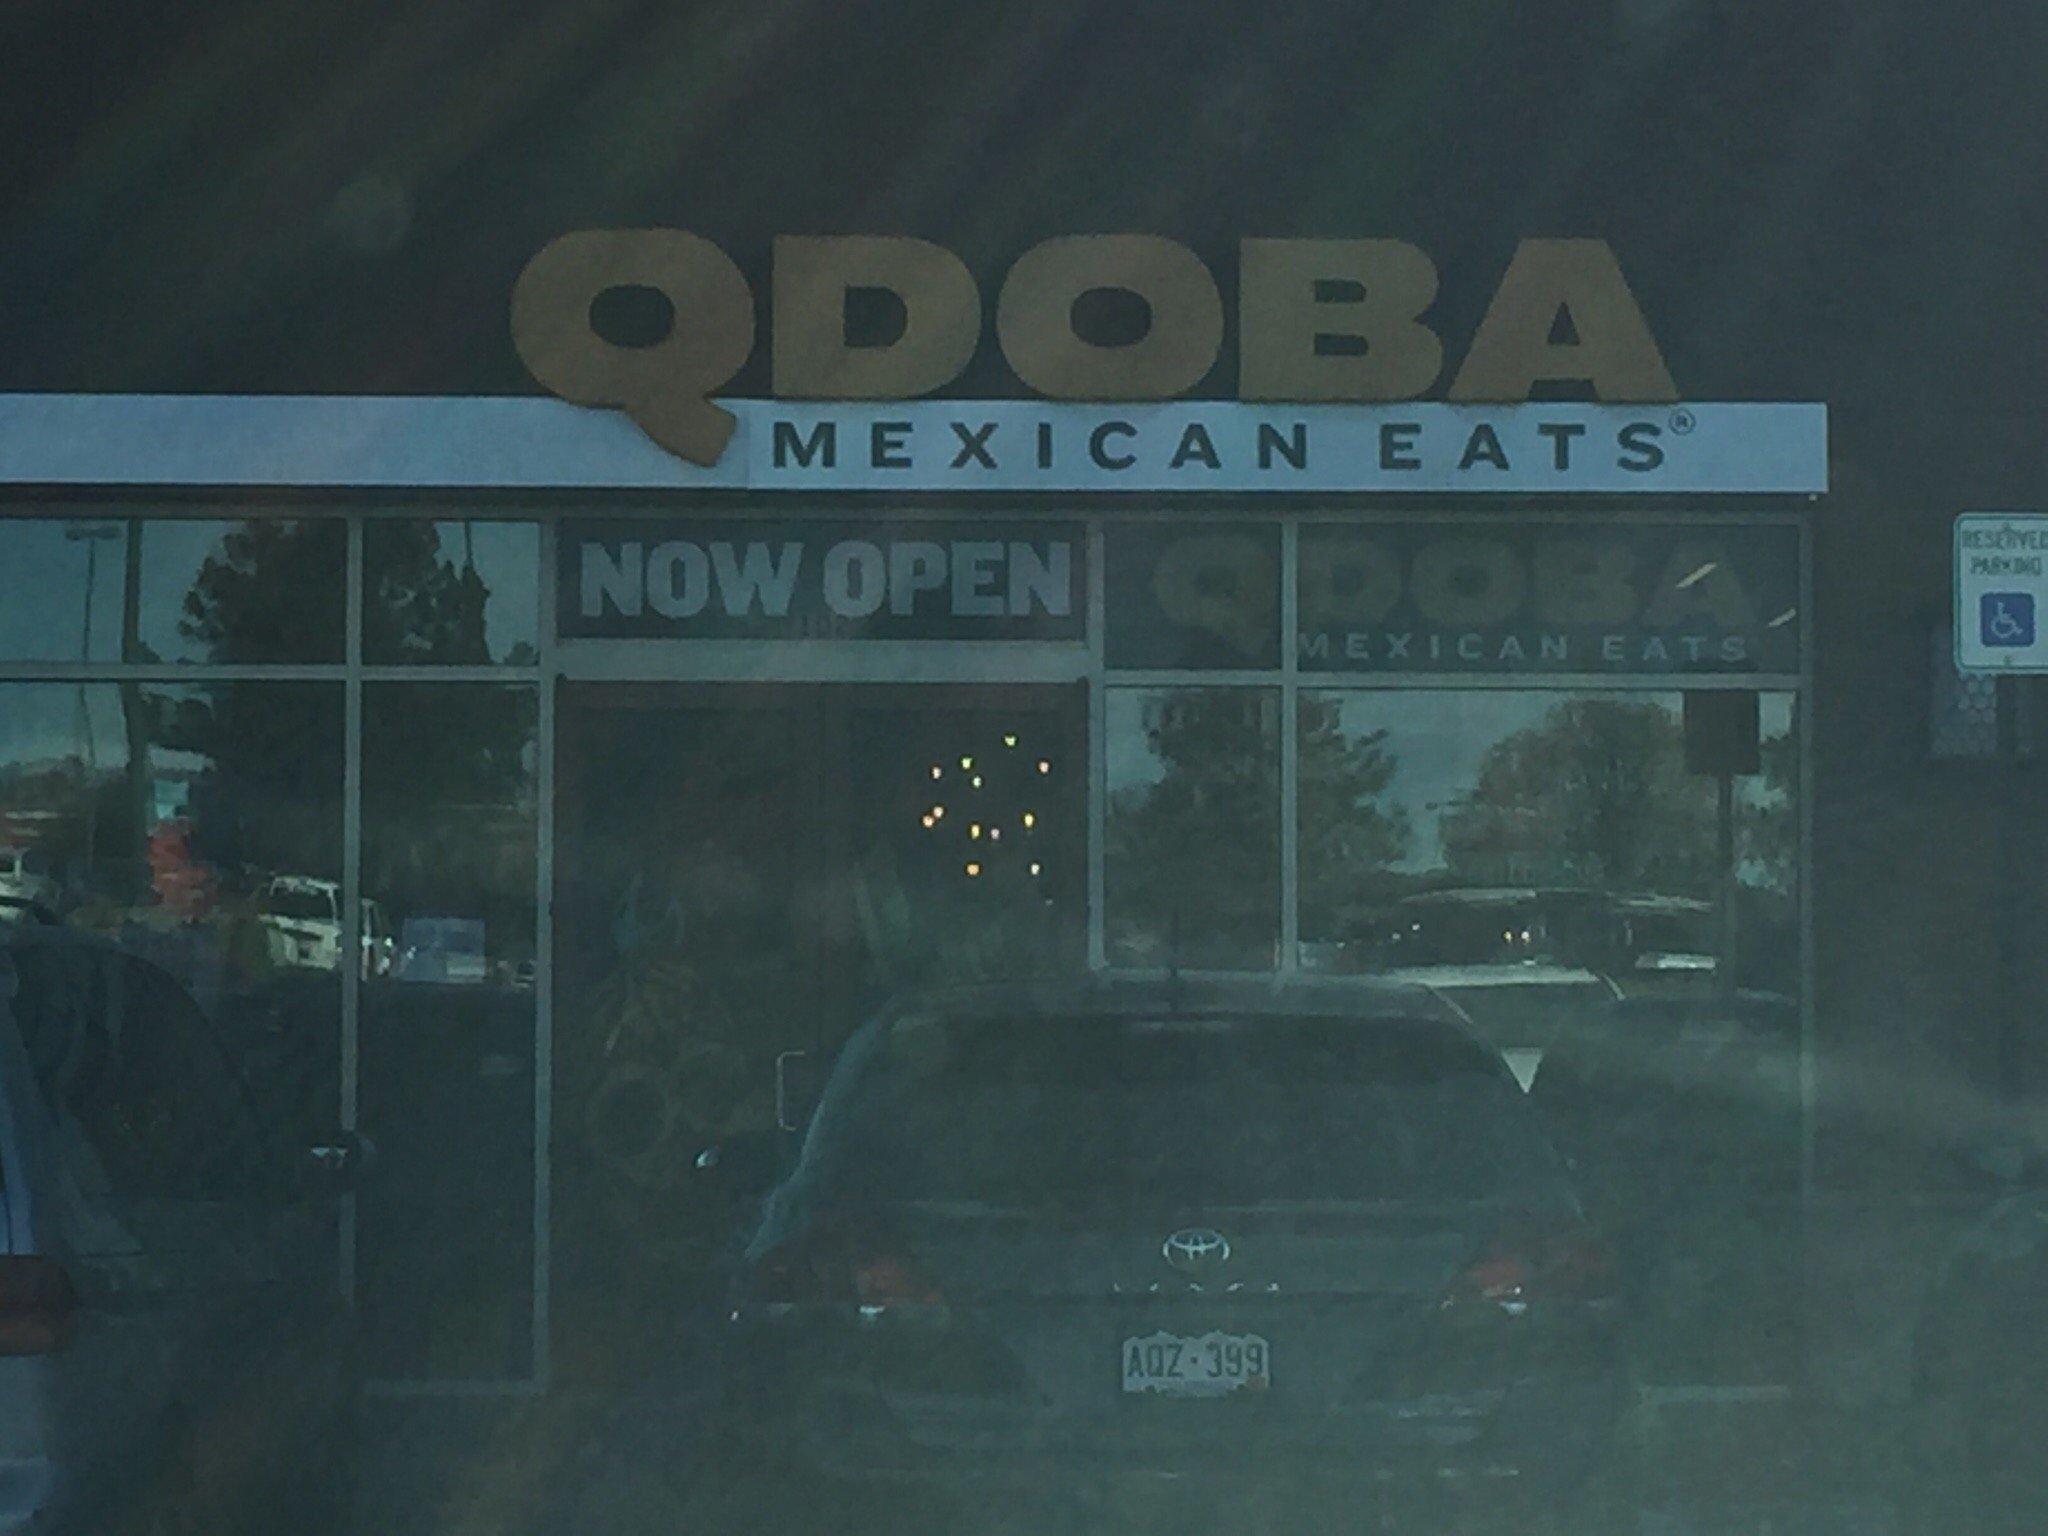 QDOBA
MEXICAN EATS®
NOW OPEN
QDOBA
MEXICAN EATS
RESERVED
PARKING
AQZ·399